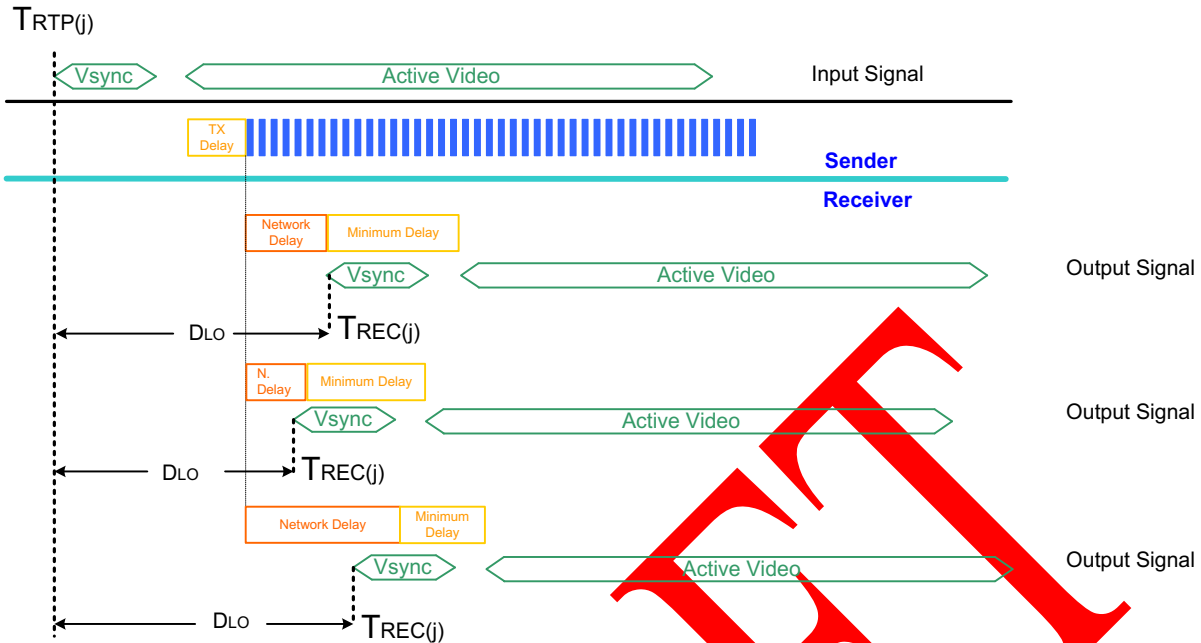 TRTP(j)
Vsync
Active Video
Input Signal
TX
Delay
Sender
Receiver
Network
Delay
Minimum Delay
Vsync
Active Video
Output Signal
DLO
TREC(j)
N.
Delay
Minimum Delay
Vsync
Active Video
Output Signal
DLO
TREC(j)
Network Delay
Minimum
Delay
Vsync
Active Video
Output Signal
DLO
TREC(j)